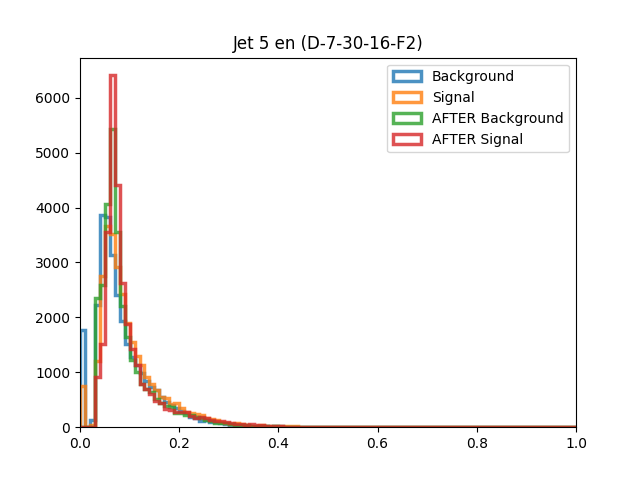 Jet 5 en (D-7-30-16-F2)
Background
Signal
AFTER Background
AFTER Signal
6000
5000
4000
3000
2000
1000
0
0.0 0.2 0.4 0.6 0.8 1.0